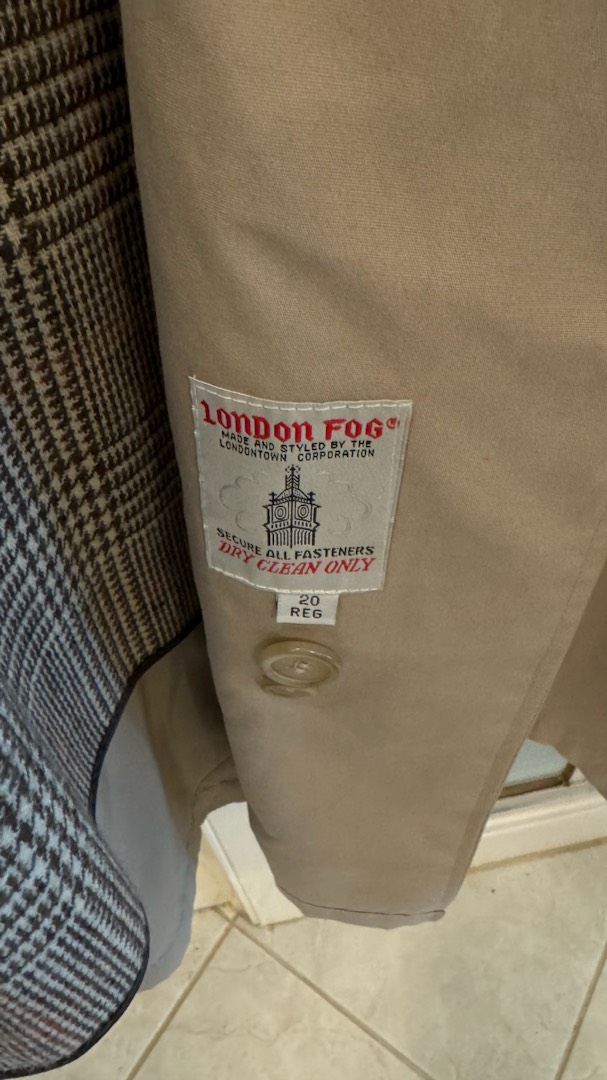 LONDON FOG®
MADE AND STYLED BY THE
LONDONTOWN CORPORATION
SECURE ALL FASTENERS
DRY CLEAN ONLY
20
REG